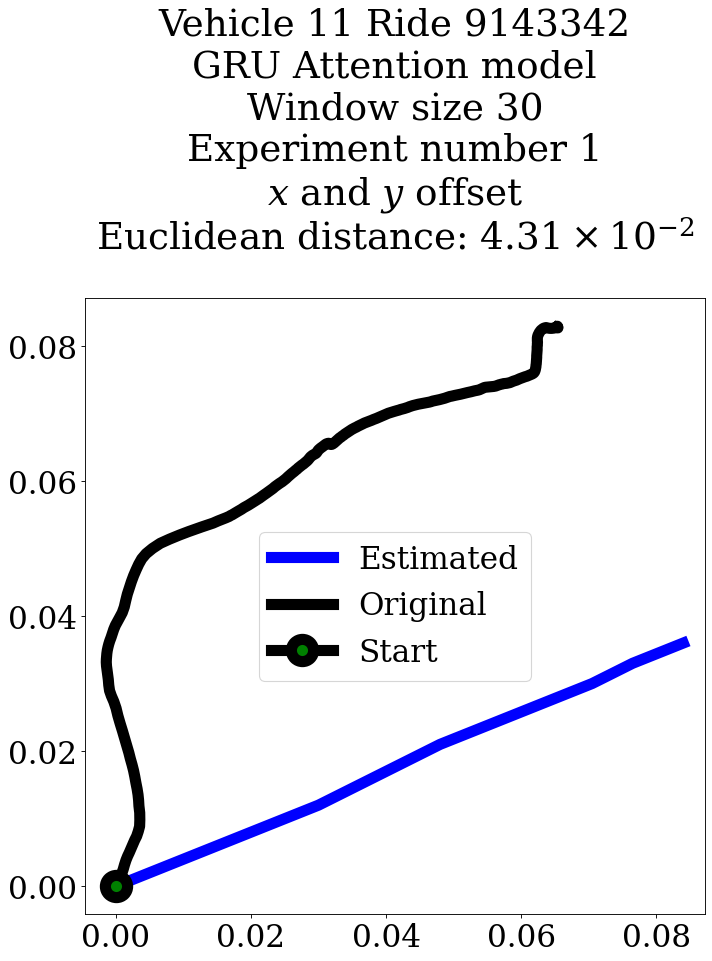 Vehicle 11 Ride 9143342
GRU Attention model
Window size 30
Experiment number 1
x and y offset
Euclidean distance: 4.31 × 10⁻²
0.08
0.06
0.04
0.02
0.00
Estimated
Original
Start
0.00 0.02 0.04 0.06 0.08